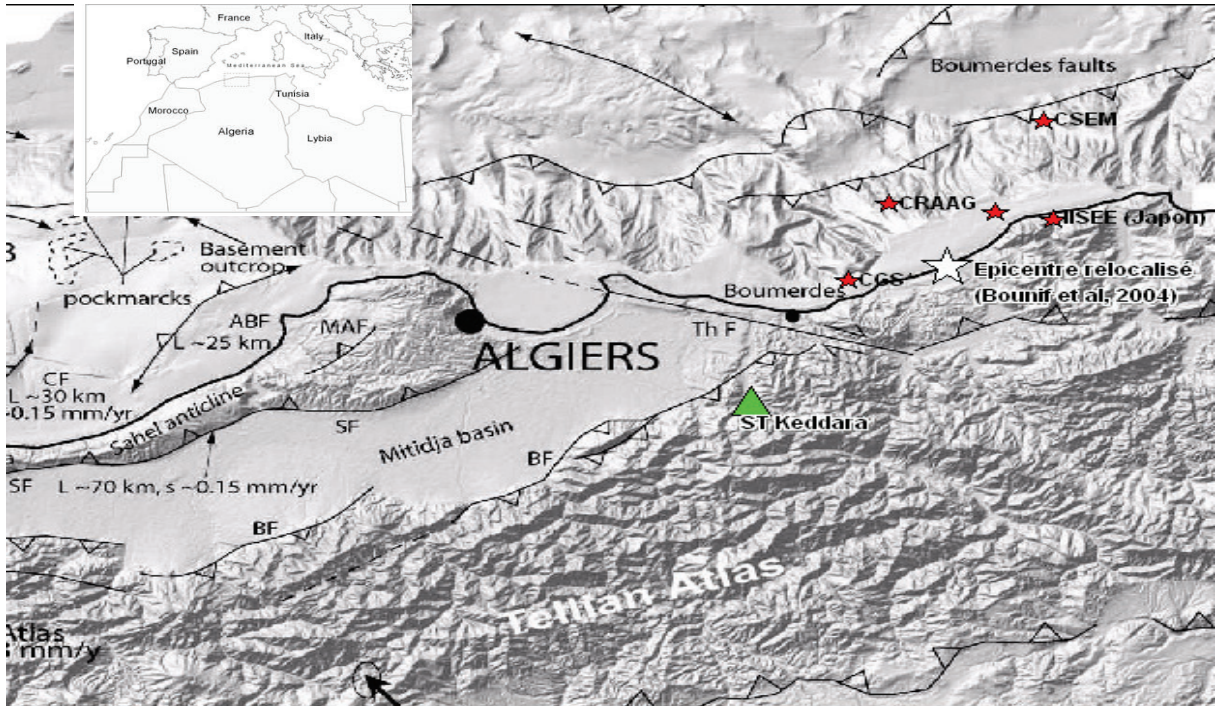 France
Spain
Italy
Portugal
Mediterranean Sea
Tunisia
Morocco
Algeria
Lybia
Boumerdes faults
CSEM
CRAAG
IISEE (Japon)
Basement
outcrop
pockmarcks
Epicentre relocalisé
(Bounif et al, 2004)
CGS
Boumerdes
ABF
L ~25 km
MAF
Th F
ALGIERS
CF
L ~30 km
~0.15 mm/yr
Sahel anticline
SF
ST Keddara
Mitidja basin
BF
SF
L ~70 km, s ~0.15 mm/yr
BF
Tellian Atlas
Atlas
mm/y